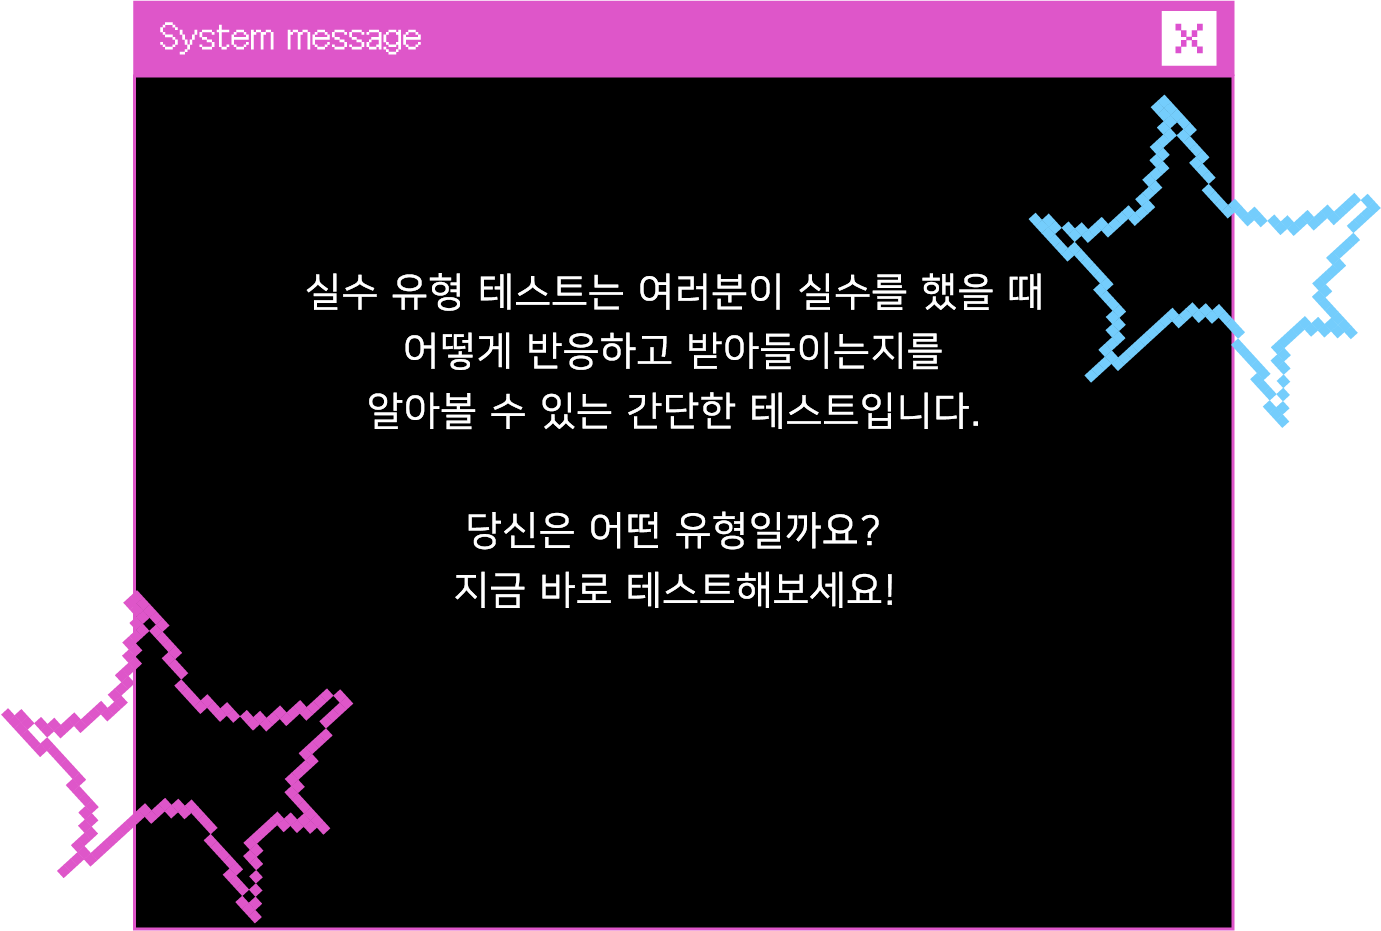 System message
실수 유형 테스트는 여러분이 실수를 했을 때
어떻게 반응하고 받아들이는지를
알아볼 수 있는 간단한 테스트입니다.
당신은 어떤 유형일까요?
지금 바로 테스트해보세요!